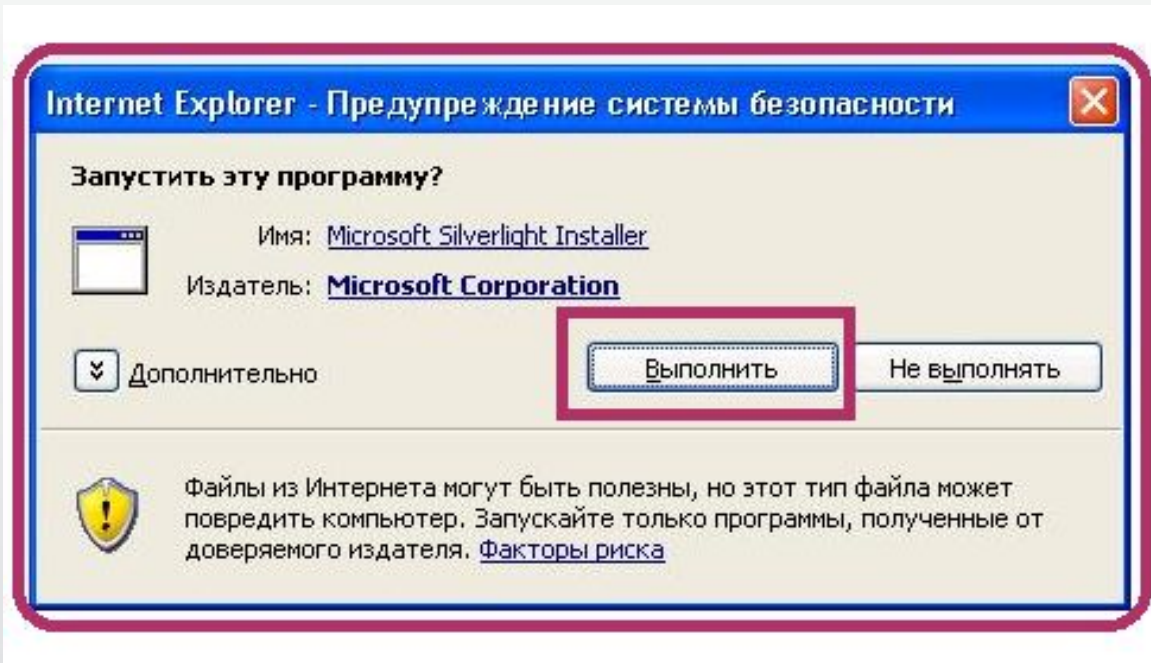 Internet Explorer - Предупреждение системы безопасности
Запустить эту программу?
Имя: Microsoft Silverlight Installer
Издатель: Microsoft Corporation
Дополнительно
Выполнить
Не выполнять
Файлы из Интернета могут быть полезны, но этот тип файла может
повредить компьютер. Запускайте только программы, полученные от
доверяемого издателя. Факторы риска